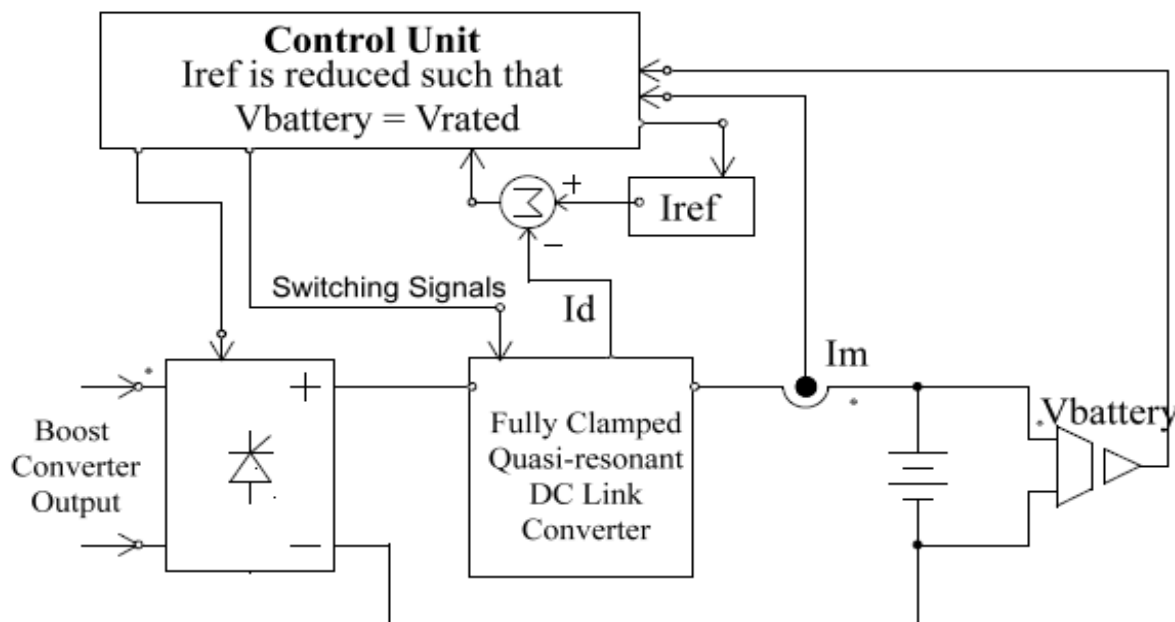 Control Unit
Iref is reduced such that
Vbattery = Vrated
Σ
+
Iref
−
Switching Signals
Id
Im
Vbattery
Boost
Converter
Output
+
−
Fully Clamped
Quasi-resonant
DC Link
Converter